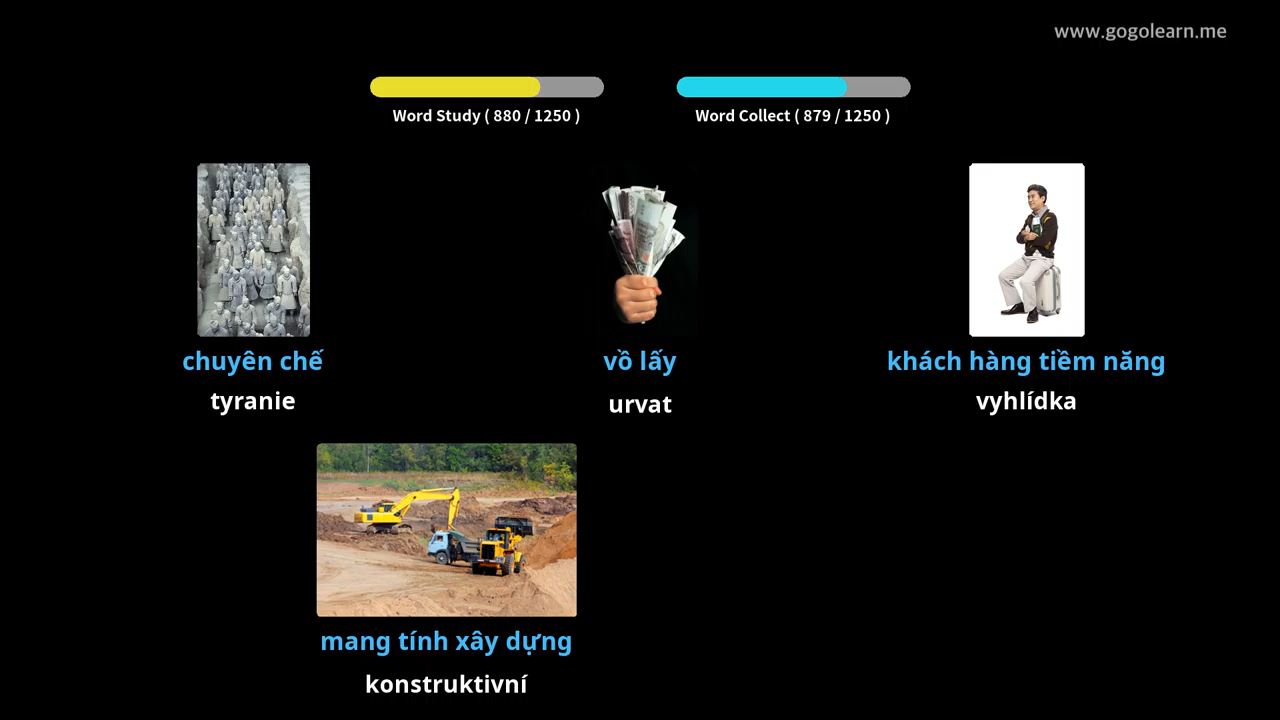 www.gogolearn.me
Word Study ( 880 / 1250 )
Word Collect ( 879 / 1250 )
chuyên chế
tyranie
vồ lấy
urvat
khách hàng tiềm năng
vyhlídka
mang tính xây dựng
konstruktivní